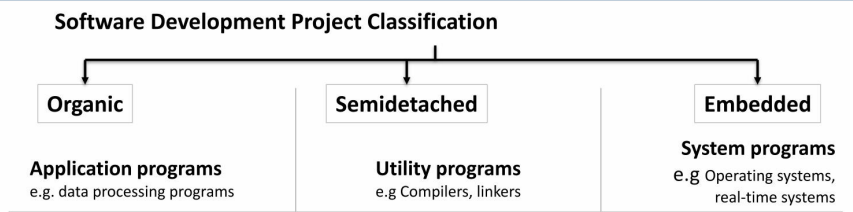 Software Development Project Classification
Organic
Semidetached
Embedded
Application programs
e.g. data processing programs
Utility programs
e.g Compilers, linkers
System programs
e.g Operating systems,
real-time systems